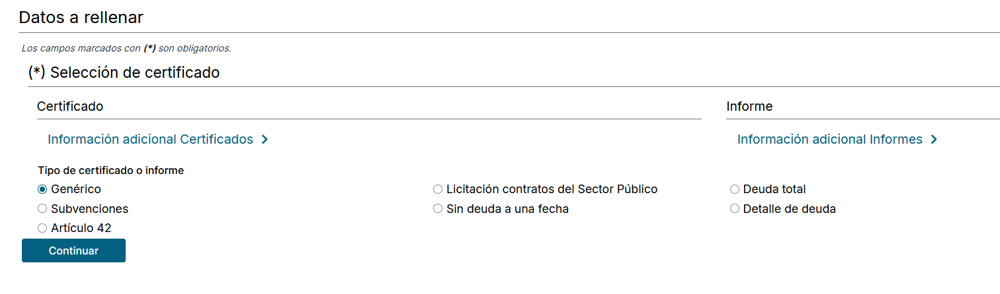 Datos a rellenar
Los campos marcados con (*) son obligatorios.
(*) Selección de certificado
Certificado
Informe
Información adicional Certificados
Información adicional Informes
Tipo de certificado o informe
Genérico
Licitación contratos del Sector Público
Deuda total
Subvenciones
Sin deuda a una fecha
Detalle de deuda
Artículo 42
Continuar